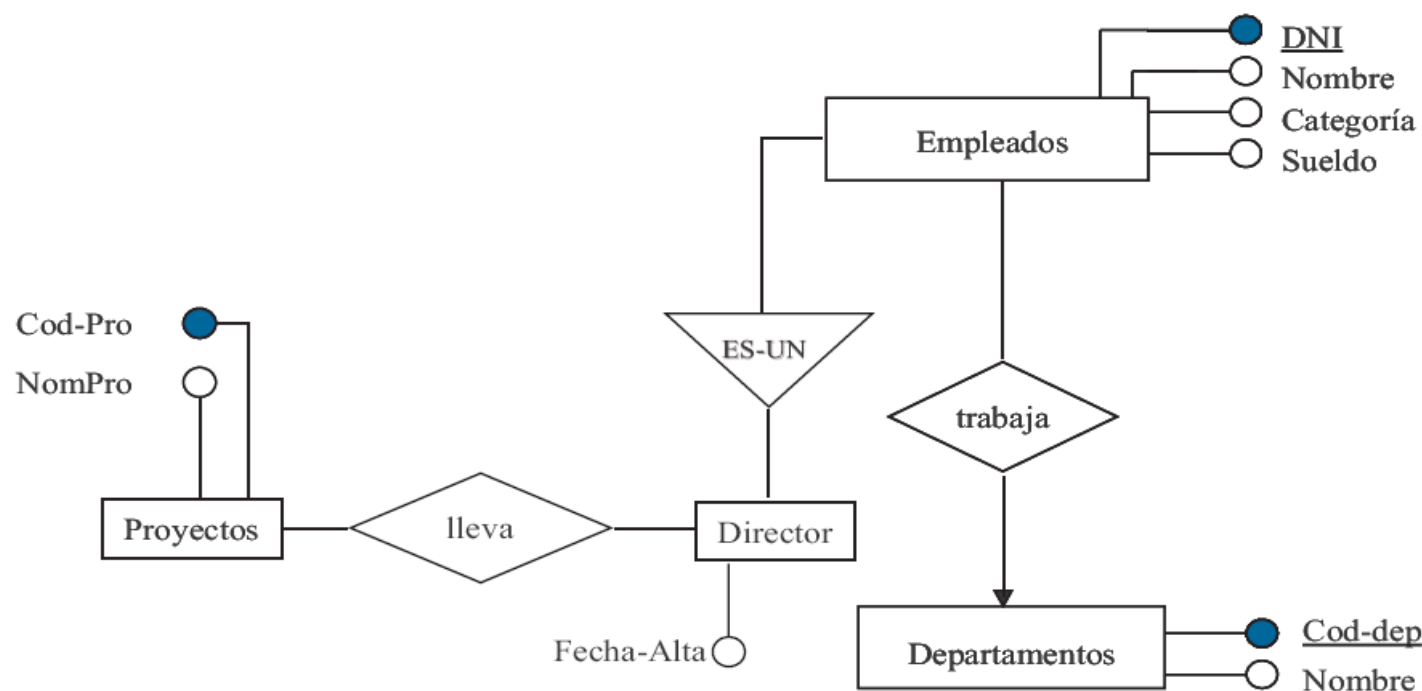 DNI
Nombre
Categoría
Sueldo
Empleados
Cod-Pro
NomPro
ES-UN
trabaja
Proyectos
lleva
Director
Fecha-Alta
Departamentos
Cod-dep
Nombre